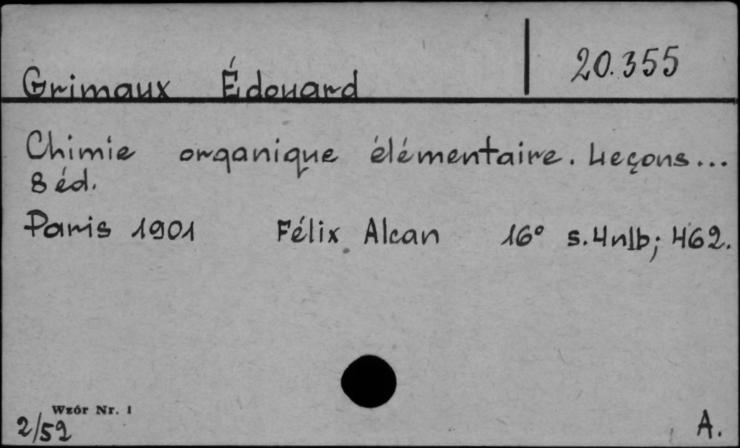 Grimaux Édouard 20.355
Chimie organique élémentaire. Leçons...
8 éd.
Paris 1901 Félix Alcan 16° s.4nlb; 462.
Wzór Nr. 1
2/52 A.